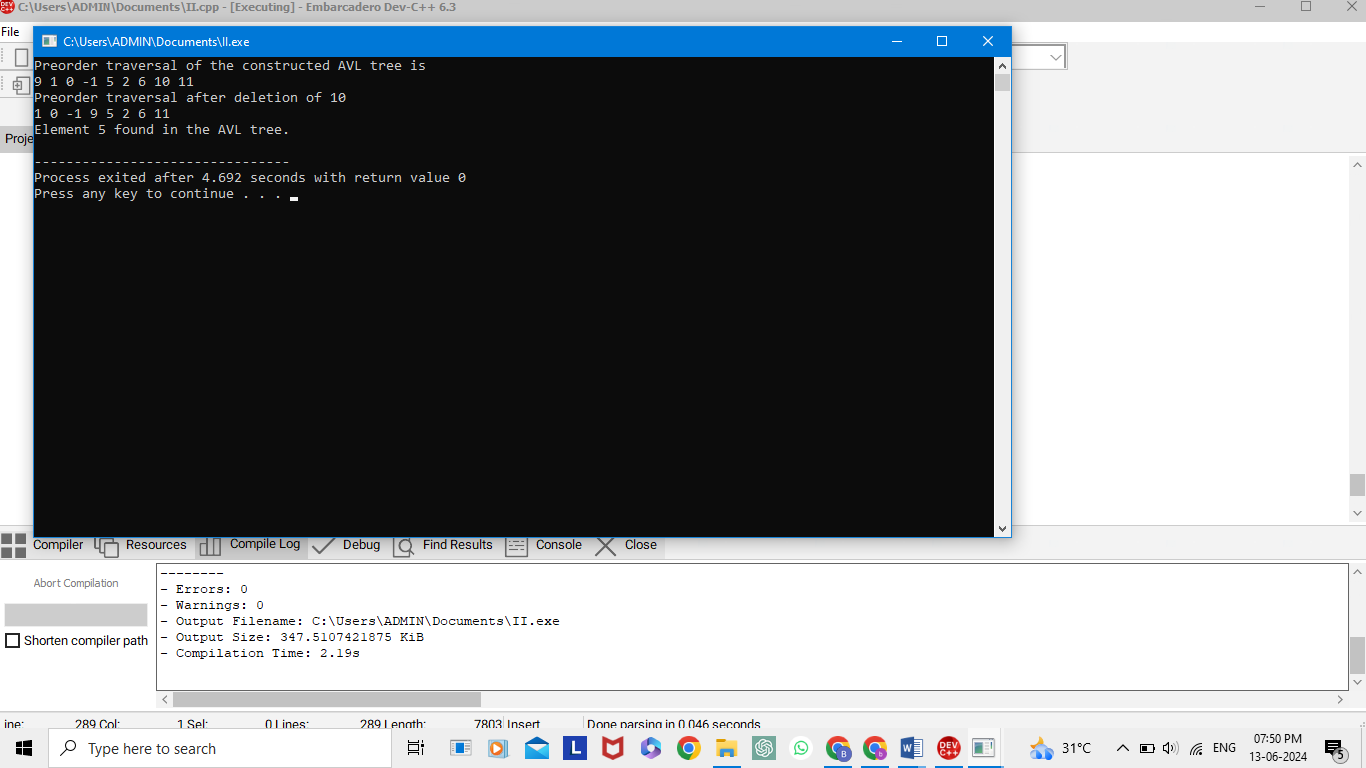 C:\Users\ADMIN\Documents\II.cpp - [Executing] - Embarcadero Dev-C++ 6.3
File
C:\Users\ADMIN\Documents\II.exe
Preorder traversal of the constructed AVL tree is
9 1 0 -1 5 2 6 10 11
Preorder traversal after deletion of 10
1 0 -1 9 5 2 6 11
Element 5 found in the AVL tree.
--------------------------------
Process exited after 4.692 seconds with return value 0
Press any key to continue . . .
Proje
Compiler Resources Compile Log Debug Find Results Console Close
Abort Compilation
Shorten compiler path
--------
- Errors: 0
- Warnings: 0
- Output Filename: C:\Users\ADMIN\Documents\II.exe
- Output Size: 347.5107421875 KiB
- Compilation Time: 2.19s
ine: 289 Col: 1 Sel: 0 Lines: 289 Length: 7803 Insert Done parsing in 0.046 seconds
Type here to search
L
B
b
W
DEV C++
31°C
ENG
07:50 PM
13-06-2024
5